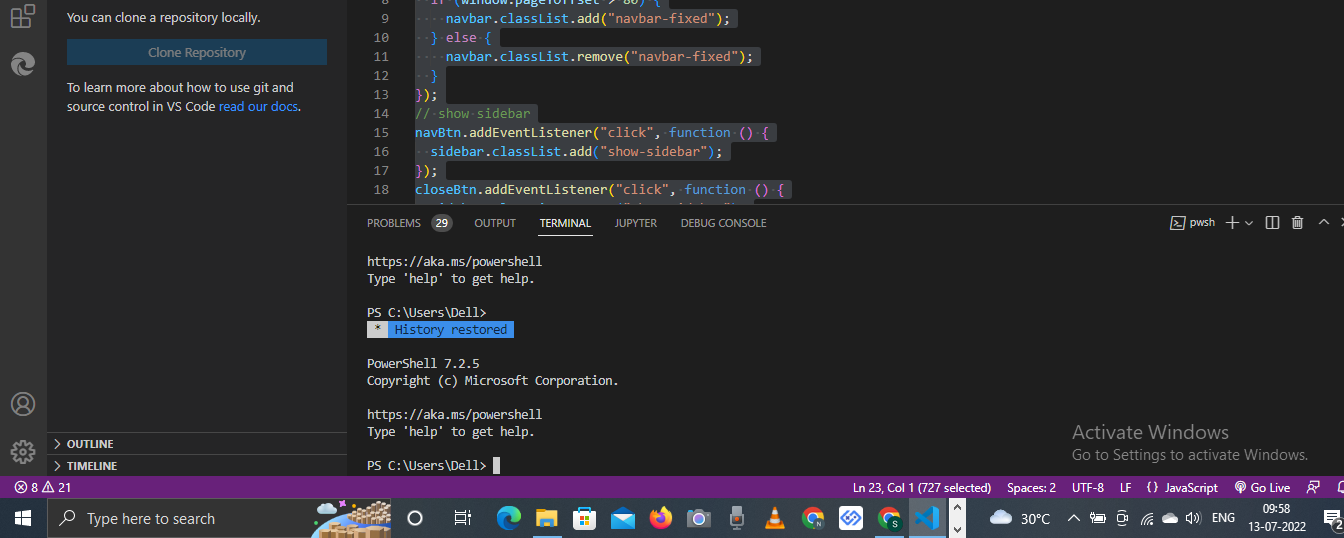 You can clone a repository locally.
Clone Repository
To learn more about how to use git and
source control in VS Code read our docs.
OUTLINE
TIMELINE
8 if (window.pageYOffset > 80) {
9 navbar.classList.add("navbar-fixed");
10 } else {
11 navbar.classList.remove("navbar-fixed");
12 }
13 });
14 // show sidebar
15 navBtn.addEventListener("click", function () {
16 sidebar.classList.add("show-sidebar");
17 });
18 closeBtn.addEventListener("click", function () {
PROBLEMS 29 OUTPUT TERMINAL JUPYTER DEBUG CONSOLE
pwsh
https://aka.ms/powershell
Type 'help' to get help.
PS C:\Users\Dell>
* History restored
PowerShell 7.2.5
Copyright (c) Microsoft Corporation.
https://aka.ms/powershell
Type 'help' to get help.
PS C:\Users\Dell>
Activate Windows
Go to Settings to activate Windows.
8 21
Ln 23, Col 1 (727 selected) Spaces: 2 UTF-8 LF {} JavaScript Go Live
Type here to search
N
S
30°C
ENG
09:58
13-07-2022
2